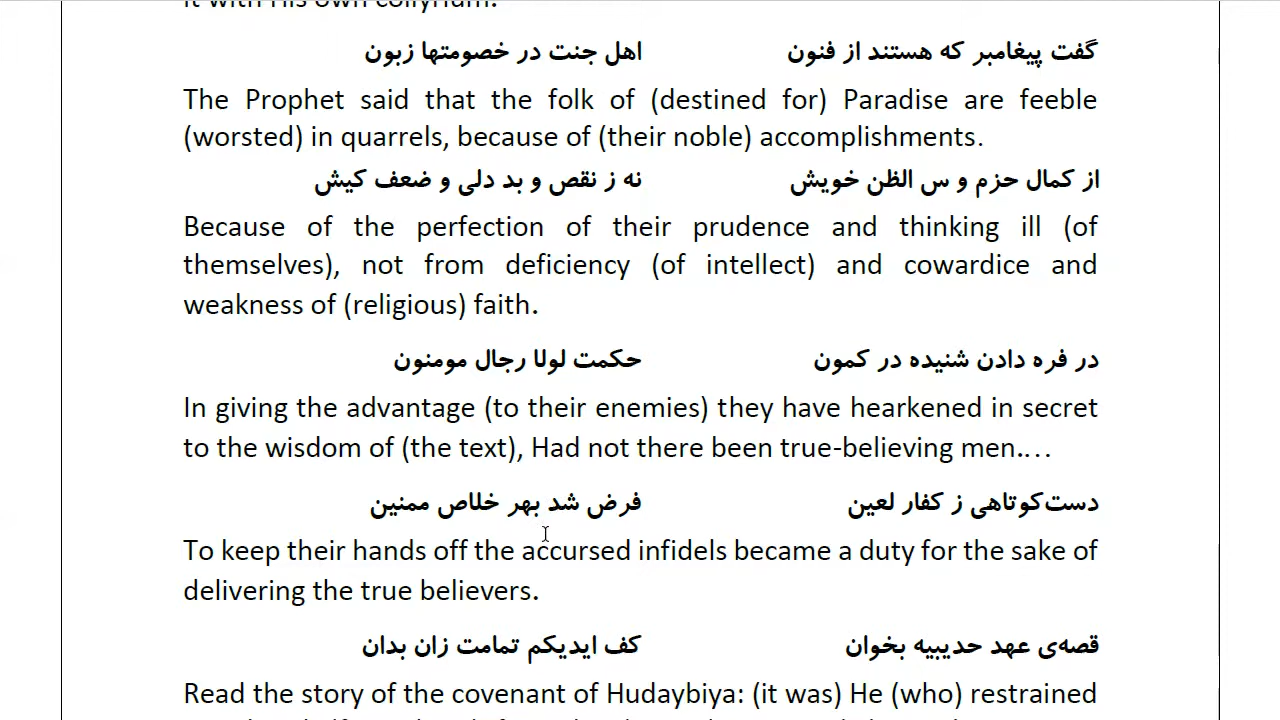 it with His own collyrium.
گفت پیغامبر که هستند از فنون اهل جنت در خصومتها زبون
The Prophet said that the folk of (destined for) Paradise are feeble
(worsted) in quarrels, because of (their noble) accomplishments.
از کمال حزم و س الظن خویش نه ز نقص و بد دلی و ضعف کیش
Because of the perfection of their prudence and thinking ill (of
themselves), not from deficiency (of intellect) and cowardice and
weakness of (religious) faith.
در فره دادن شنیده در کمون حکمت لولا رجال مومنون
In giving the advantage (to their enemies) they have hearkened in secret
to the wisdom of (the text), Had not there been true-believing men.…
دست‌کوتاهی ز کفار لعین فرض شد بهر خلاص ممنین
To keep their hands off the accursed infidels became a duty for the sake of
delivering the true believers.
قصه‌ی عهد حدیبیه بخوان کف ایدیکم تمامت زان بدان
Read the story of the covenant of Hudaybiya: (it was) He (who) restrained